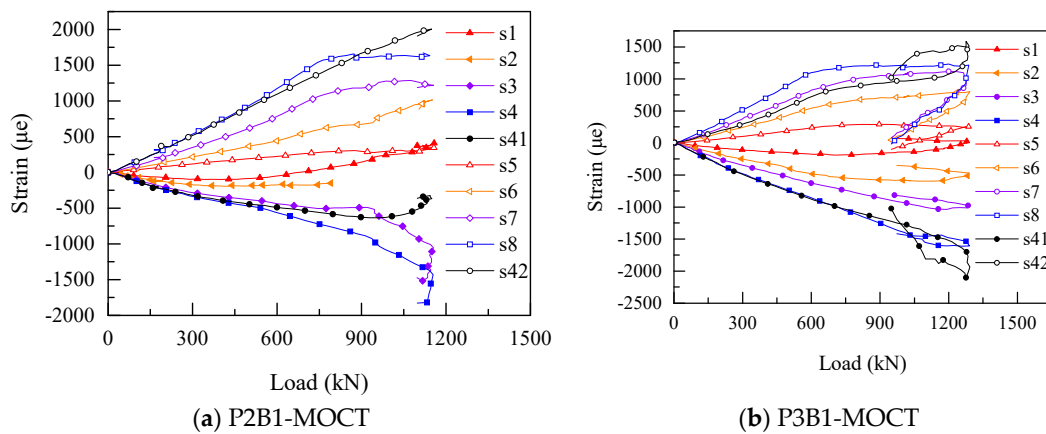 2000
1500
1000
500
0
-500
-1000
-1500
-2000
0 300 600 900 1200 1500
Strain (μe)
Load (kN)
s1
s2
s3
s4
s41
s5
s6
s7
s8
s42
(a) P2B1-MOCT
1500
1000
500
0
-500
-1000
-1500
-2000
-2500
0 300 600 900 1200 1500
Strain (μe)
Load (kN)
s1
s2
s3
s4
s5
s6
s7
s8
s41
s42
(b) P3B1-MOCT